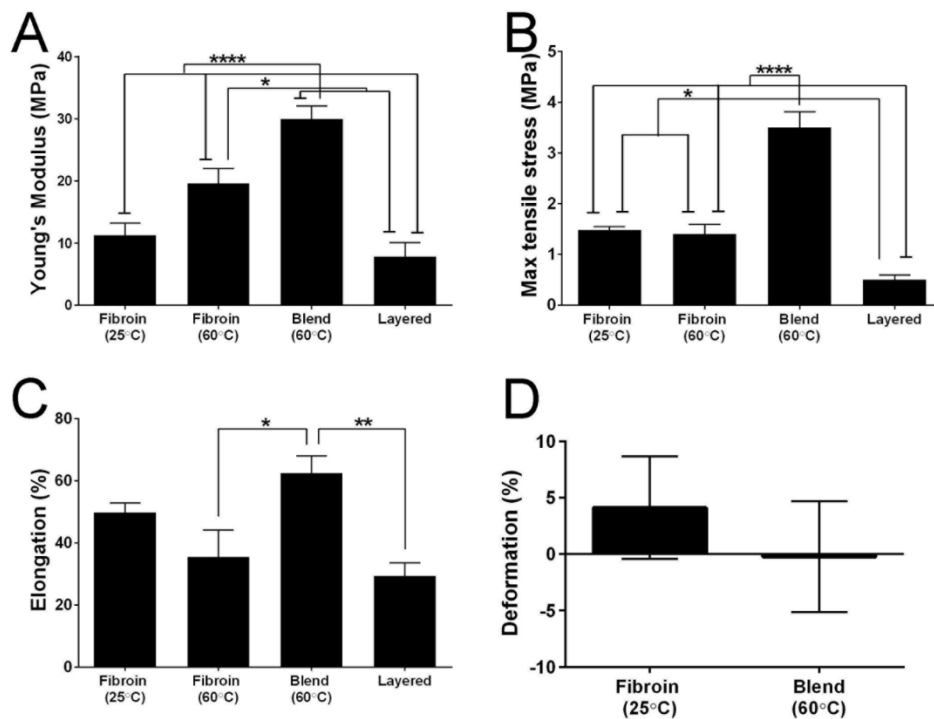 A
Young's Modulus (MPa)
40
30
20
10
0
****
*
Fibroin
(25°C)
Fibroin
(60°C)
Blend
(60°C)
Layered
B
Max tensile stress (MPa)
5
4
3
2
1
0
****
*
Fibroin
(25°C)
Fibroin
(60°C)
Blend
(60°C)
Layered
C
Elongation (%)
80
60
40
20
0
*
**
Fibroin
(25°C)
Fibroin
(60°C)
Blend
(60°C)
Layered
D
Deformation (%)
10
5
0
-5
-10
Fibroin
(25°C)
Blend
(60°C)